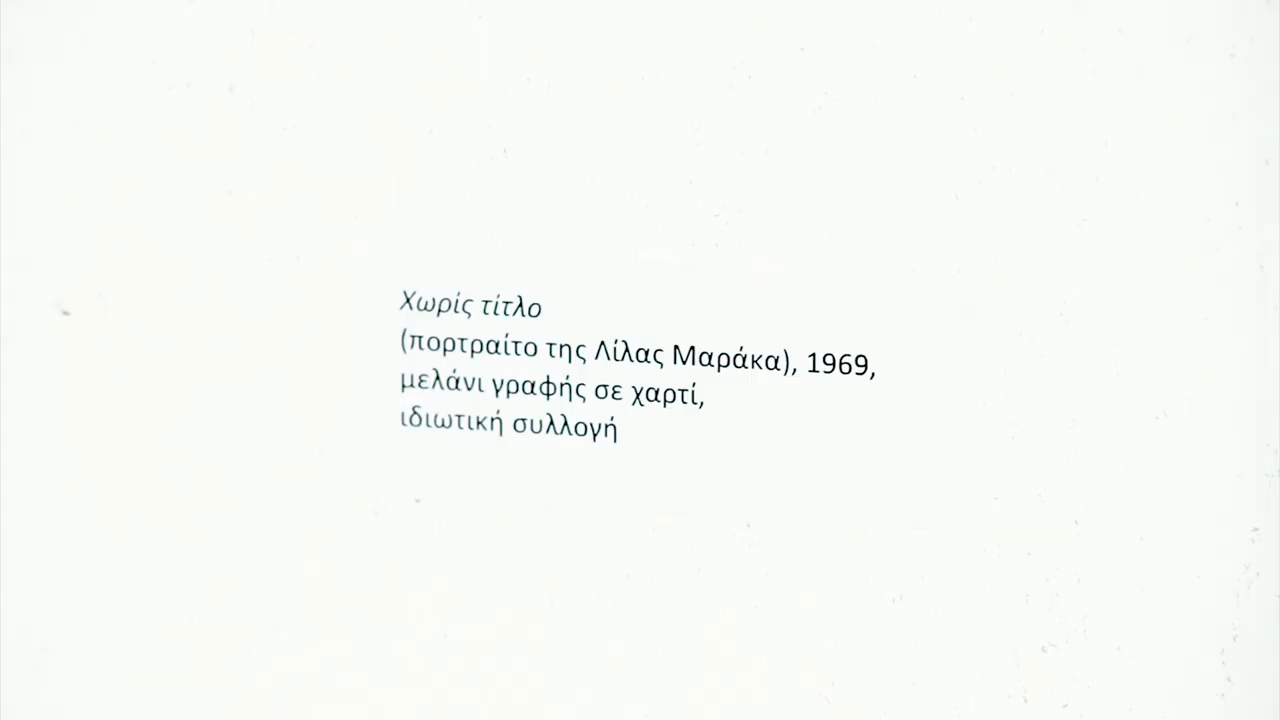 Χωρίς τίτλο
(πορτραίτο της Λίλας Μαράκα), 1969,
μελάνι γραφής σε χαρτί,
ιδιωτική συλλογή